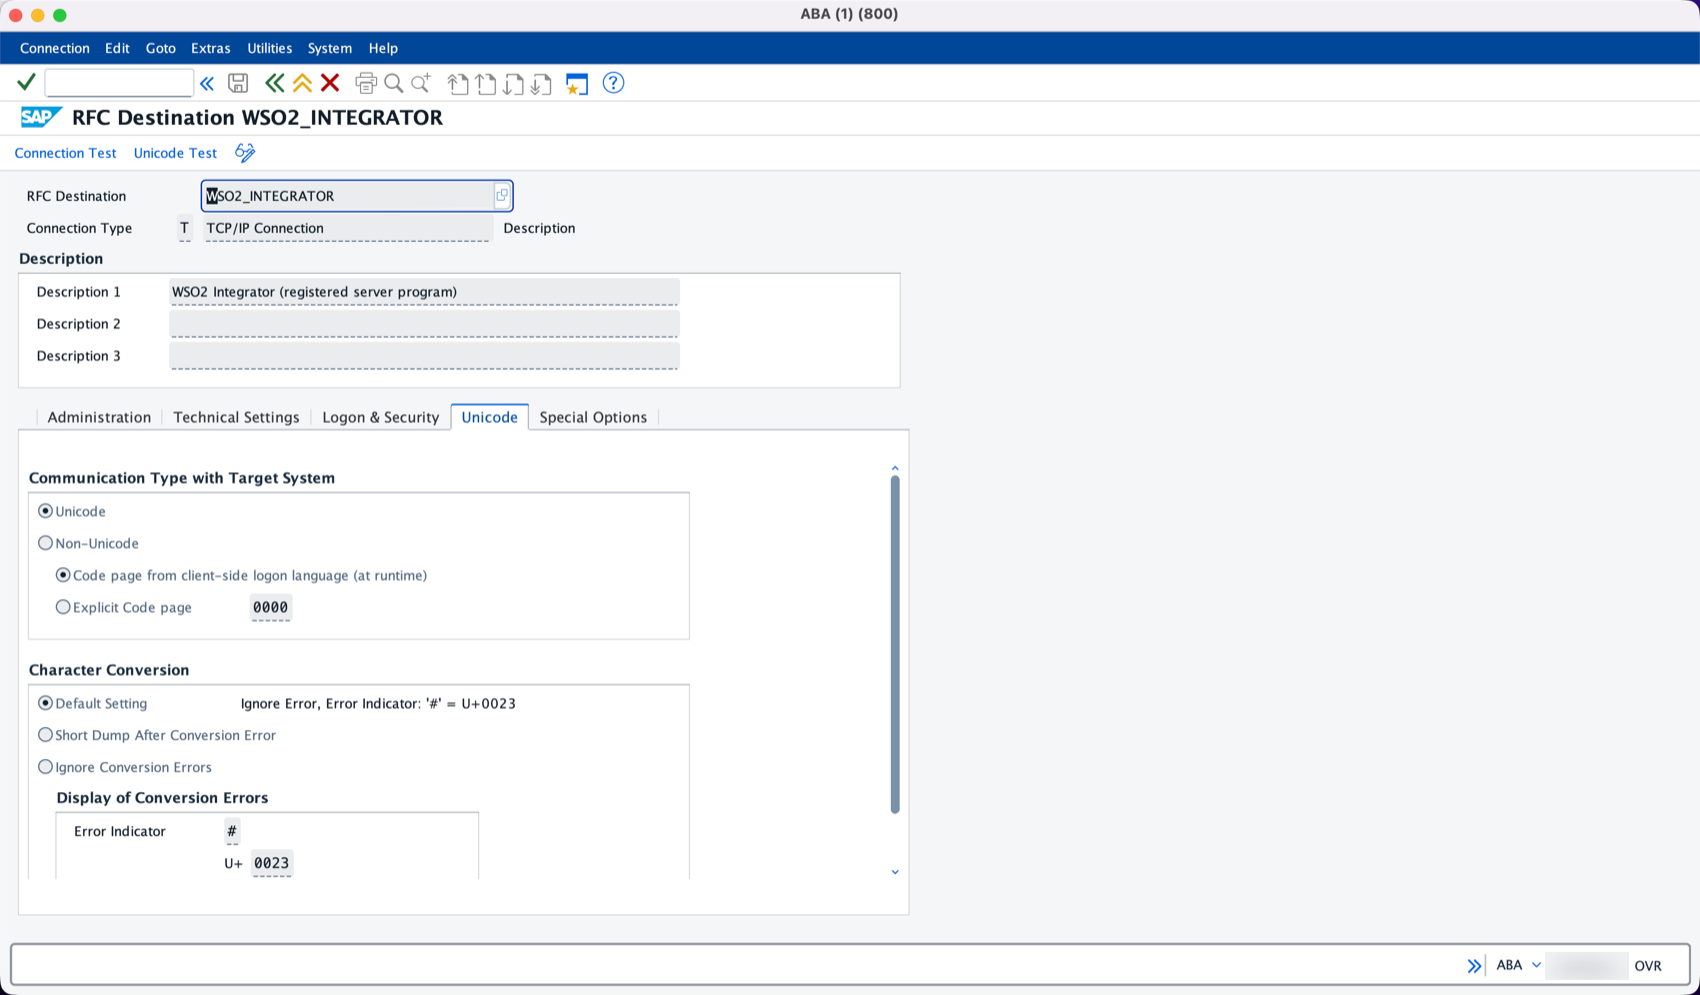 ABA (1) (800)
Connection Edit Goto Extras Utilities System Help
SAP RFC Destination WSO2_INTEGRATOR
Connection Test Unicode Test
RFC Destination WSO2_INTEGRATOR
Connection Type T TCP/IP Connection Description
Description
Description 1 WSO2 Integrator (registered server program)
Description 2
Description 3
Administration Technical Settings Logon & Security Unicode Special Options
Communication Type with Target System
Unicode
Non-Unicode
Code page from client-side logon language (at runtime)
Explicit Code page 0000
Character Conversion
Default Setting Ignore Error, Error Indicator: '#' = U+0023
Short Dump After Conversion Error
Ignore Conversion Errors
Display of Conversion Errors
Error Indicator #
U+ 0023
ABA OVR